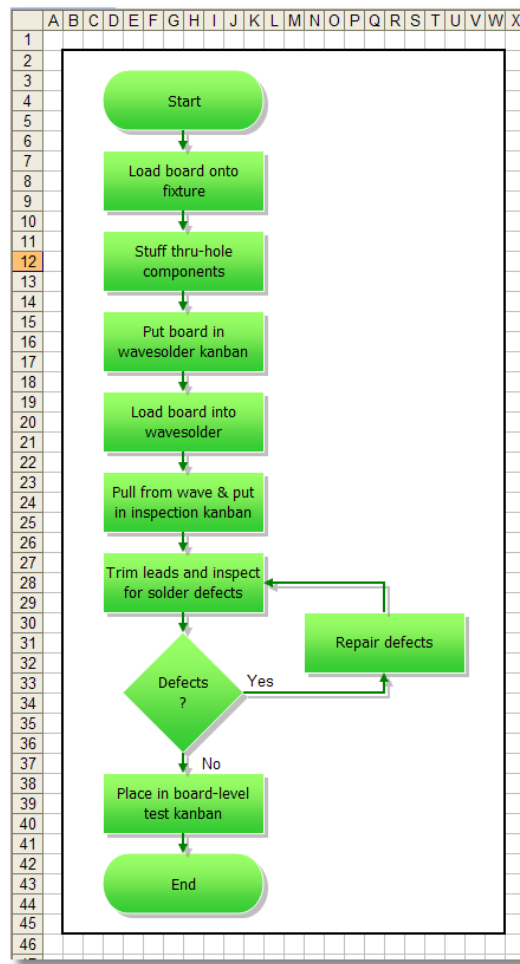 A B C D E F G H I J K L M N O P Q R S T U V W X
1
2
3
4
Start
5
6
7
Load board onto
8
fixture
9
10
11
Stuff thru-hole
12
components
13
14
15
Put board in
16
wavesolder kanban
17
18
19
Load board into
20
wavesolder
21
22
23
Pull from wave & put
24
in inspection kanban
25
26
27
Trim leads and inspect
28
for solder defects
29
30
31
Repair defects
32
33
Defects
?
Yes
34
35
36
37
No
38
Place in board-level
39
test kanban
40
41
42
43
End
44
45
46